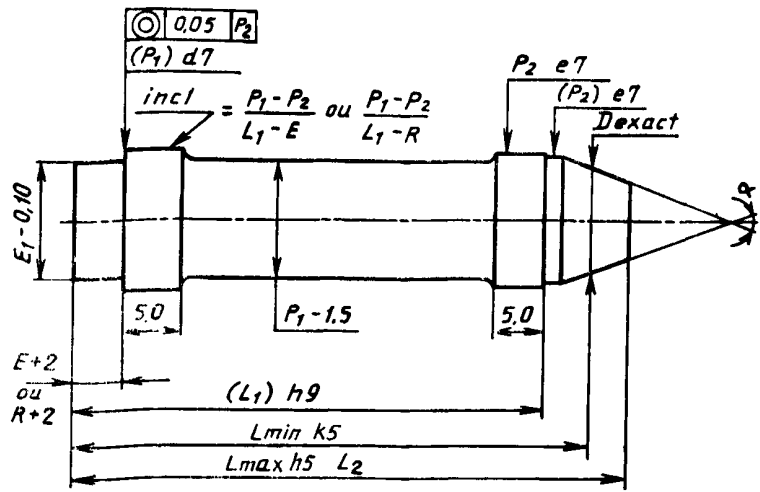 ◎ 0,05 P₂
(P₁) d7
incl = P₁-P₂ / L₁-E ou P₁-P₂ / L₁-R
P₂ e7
(P₂) e7
Dexact
E₁-0,10
α
5,0
P₁-1,5
5,0
E+2
ou
R+2
(L₁) h9
Lmin k5
Lmax h5 L₂